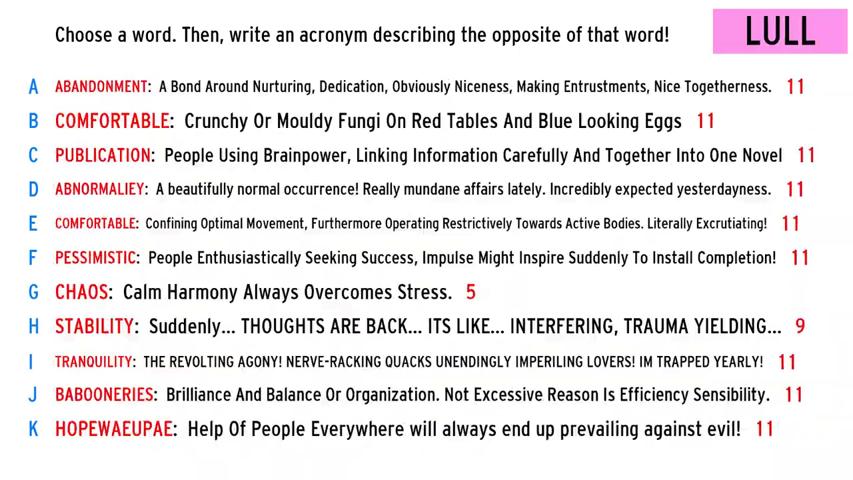 Choose a word. Then, write an acronym describing the opposite of that word!
LULL
A ABANDONMENT: A Bond Around Nurturing, Dedication, Obviously Niceness, Making Entrustments, Nice Togetherness. 11
B COMFORTABLE: Crunchy Or Mouldy Fungi On Red Tables And Blue Looking Eggs 11
C PUBLICATION: People Using Brainpower, Linking Information Carefully And Together Into One Novel 11
D ABNORMALIEY: A beautifully normal occurrence! Really mundane affairs lately. Incredibly expected yesterdayness. 11
E COMFORTABLE: Confining Optimal Movement, Furthermore Operating Restrictively Towards Active Bodies. Literally Excrutiating! 11
F PESSIMISTIC: People Enthusiastically Seeking Success, Impulse Might Inspire Suddenly To Install Completion! 11
G CHAOS: Calm Harmony Always Overcomes Stress. 5
H STABILITY: Suddenly... THOUGHTS ARE BACK... ITS LIKE... INTERFERING, TRAUMA YIELDING... 9
I TRANQUILITY: THE REVOLTING AGONY! NERVE-RACKING QUACKS UNENDINGLY IMPERILING LOVERS! IM TRAPPED YEARLY! 11
J BABOONERIES: Brilliance And Balance Or Organization. Not Excessive Reason Is Efficiency Sensibility. 11
K HOPEWAEUPAE: Help Of People Everywhere will always end up prevailing against evil! 11